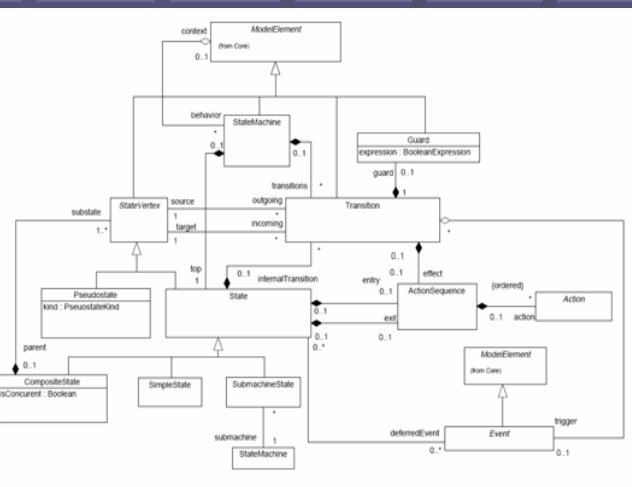 context
ModelElement
(from Core)
0..1
behavior
*
StateMachine
0..1
0..1
Guard
expression : BooleanExpression
guard 0..1
1
transitions *
substate
1..*
StateVertex
source
1
outgoing
*
target
1
incoming
*
Transition
*
top
1
0..1
internalTransition
*
0..1
0..1
effect
entry
0..1
exit
0..1
ActionSequence
{ordered}
*
0..1
action
Action
Pseudostate
kind : PseuostateKind
State
0..1
0..1
0..*
parent
0..1
CompositeState
isConcurent : Boolean
SimpleState
SubmachineState
*
submachine
1
StateMachine
ModelElement
(from Core)
deferredEvent
0..*
Event
trigger
0..1